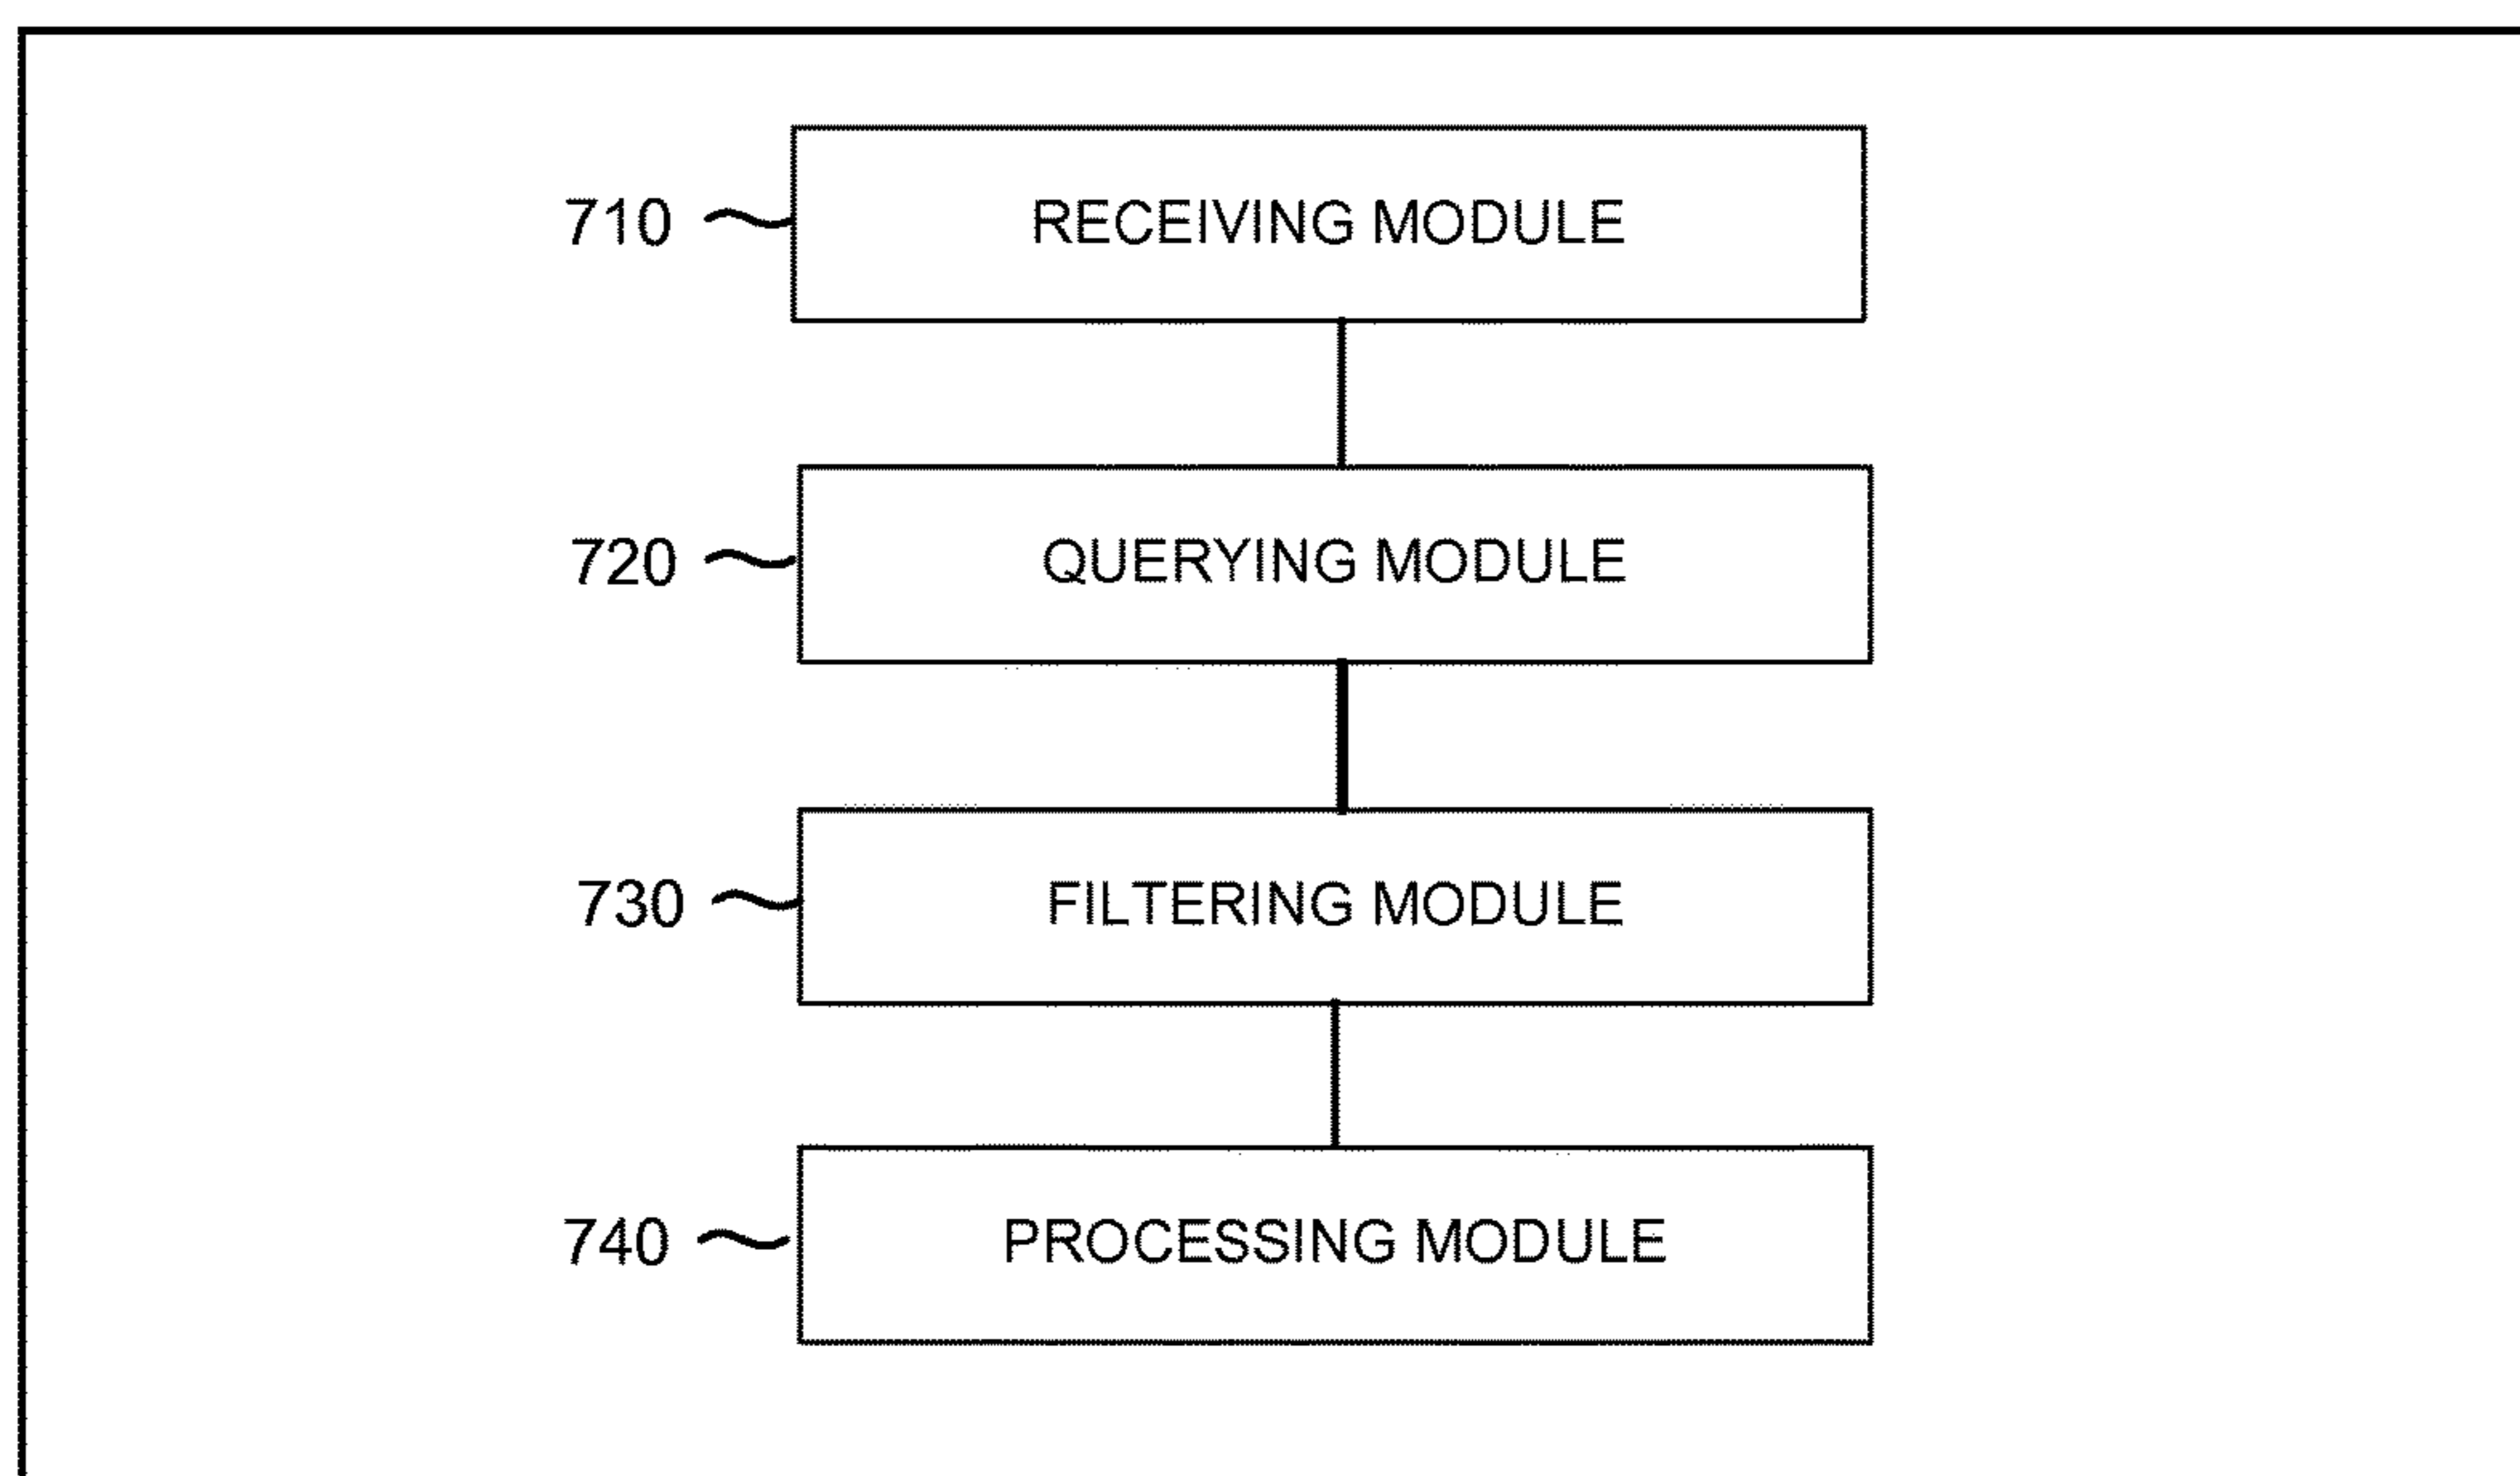 710 RECEIVING MODULE
720 QUERYING MODULE
730 FILTERING MODULE
740 PROCESSING MODULE